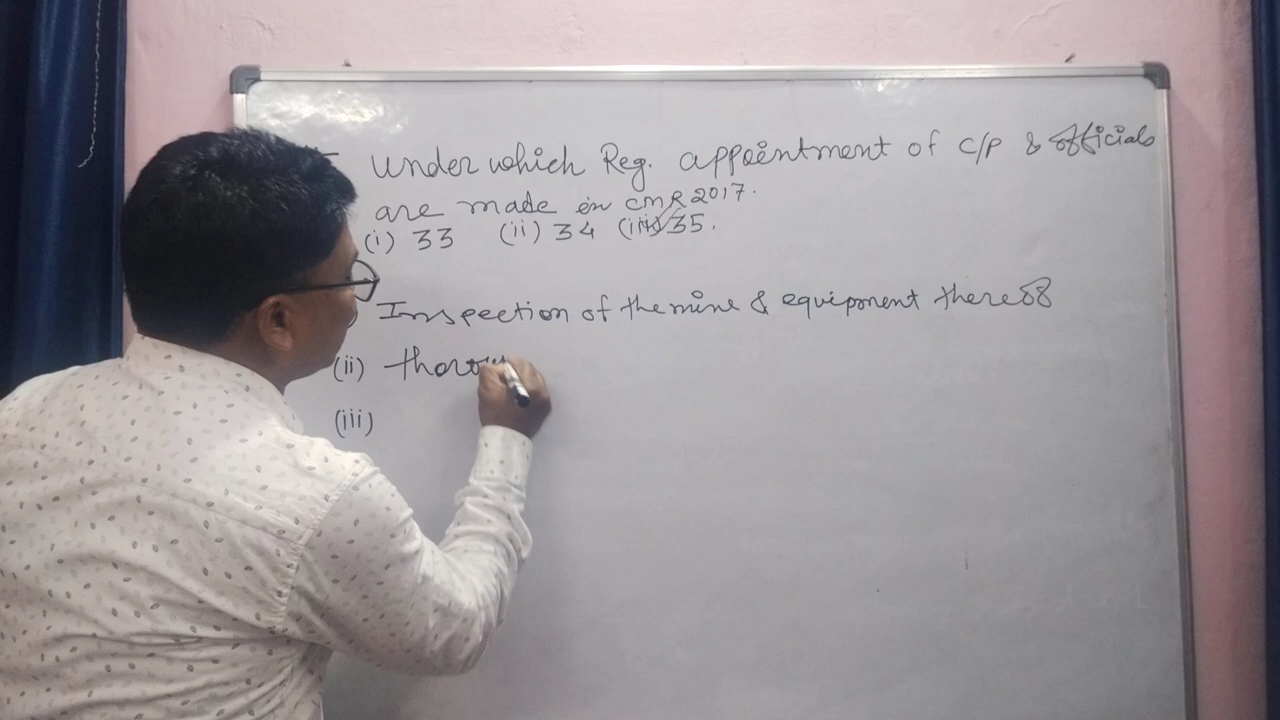 Under which Reg. appointment of C/P & officials
are made in CMR 2017.
(i) 33 (ii) 34 (iii) 35.
Inspection of the mine & equipment thereof
(ii) thorou
(iii)